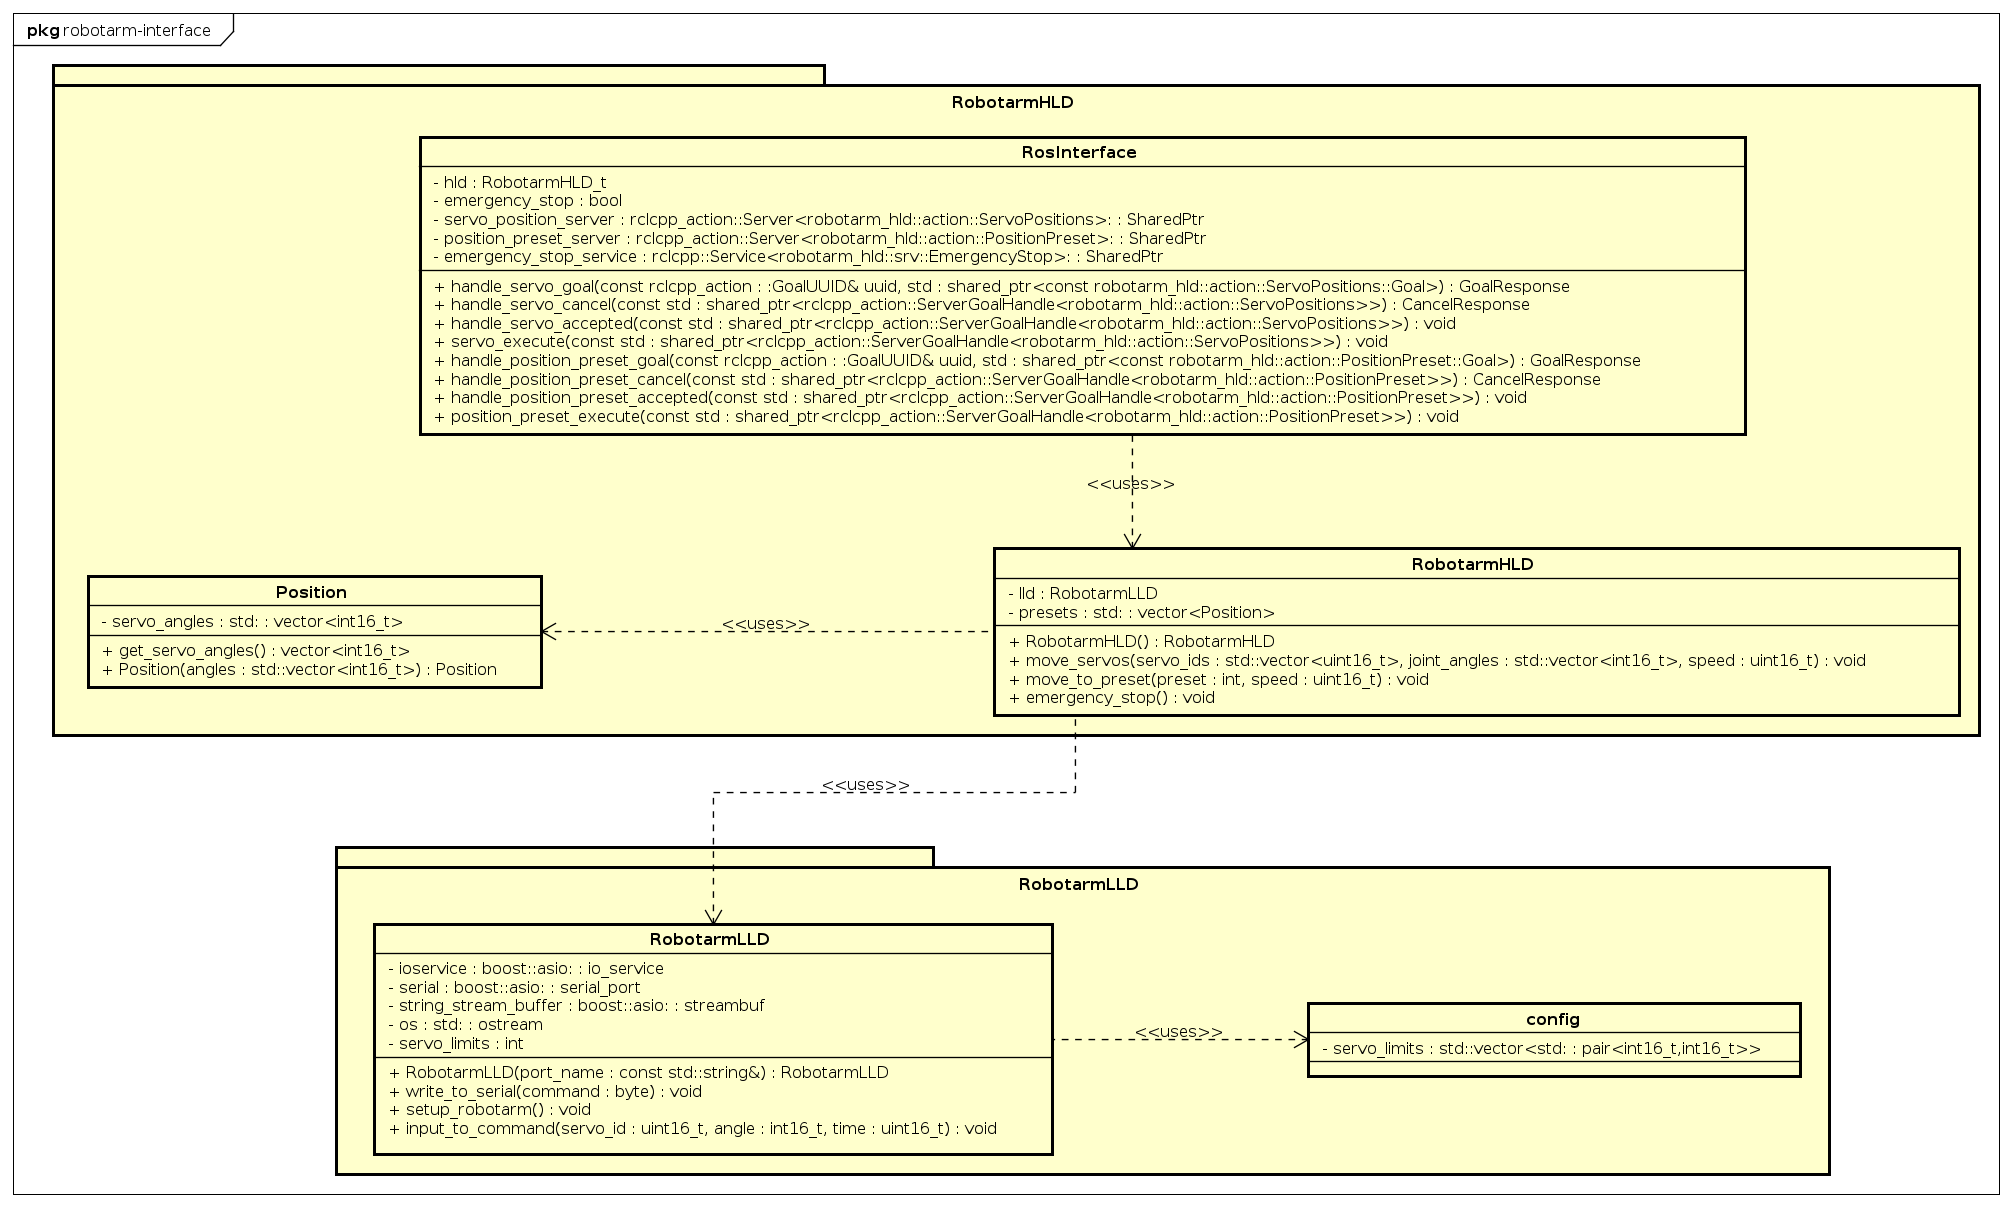 pkg robotarm-interface
RobotarmHLD
RosInterface
- hld : RobotarmHLD_t
- emergency_stop : bool
- servo_position_server : rclcpp_action::Server<robotarm_hld::action::ServoPositions>: : SharedPtr
- position_preset_server : rclcpp_action::Server<robotarm_hld::action::PositionPreset>: : SharedPtr
- emergency_stop_service : rclcpp::Service<robotarm_hld::srv::EmergencyStop>: : SharedPtr
+ handle_servo_goal(const rclcpp_action : :GoalUUID& uuid, std : shared_ptr<const robotarm_hld::action::ServoPositions::Goal>) : GoalResponse
+ handle_servo_cancel(const std : shared_ptr<rclcpp_action::ServerGoalHandle<robotarm_hld::action::ServoPositions>>) : CancelResponse
+ handle_servo_accepted(const std : shared_ptr<rclcpp_action::ServerGoalHandle<robotarm_hld::action::ServoPositions>>) : void
+ servo_execute(const std : shared_ptr<rclcpp_action::ServerGoalHandle<robotarm_hld::action::ServoPositions>>) : void
+ handle_position_preset_goal(const rclcpp_action : :GoalUUID& uuid, std : shared_ptr<const robotarm_hld::action::PositionPreset::Goal>) : GoalResponse
+ handle_position_preset_cancel(const std : shared_ptr<rclcpp_action::ServerGoalHandle<robotarm_hld::action::PositionPreset>>) : CancelResponse
+ handle_position_preset_accepted(const std : shared_ptr<rclcpp_action::ServerGoalHandle<robotarm_hld::action::PositionPreset>>) : void
+ position_preset_execute(const std : shared_ptr<rclcpp_action::ServerGoalHandle<robotarm_hld::action::PositionPreset>>) : void
<<uses>>
Position
- servo_angles : std: : vector<int16_t>
+ get_servo_angles() : vector<int16_t>
+ Position(angles : std::vector<int16_t>) : Position
<<uses>>
RobotarmHLD
- lld : RobotarmLLD
- presets : std: : vector<Position>
+ RobotarmHLD() : RobotarmHLD
+ move_servos(servo_ids : std::vector<uint16_t>, joint_angles : std::vector<int16_t>, speed : uint16_t) : void
+ move_to_preset(preset : int, speed : uint16_t) : void
+ emergency_stop() : void
<<uses>>
RobotarmLLD
RobotarmLLD
- ioservice : boost::asio: : io_service
- serial : boost::asio: : serial_port
- string_stream_buffer : boost::asio: : streambuf
- os : std: : ostream
- servo_limits : int
+ RobotarmLLD(port_name : const std::string&) : RobotarmLLD
+ write_to_serial(command : byte) : void
+ setup_robotarm() : void
+ input_to_command(servo_id : uint16_t, angle : int16_t, time : uint16_t) : void
<<uses>>
config
- servo_limits : std::vector<std: : pair<int16_t,int16_t>>